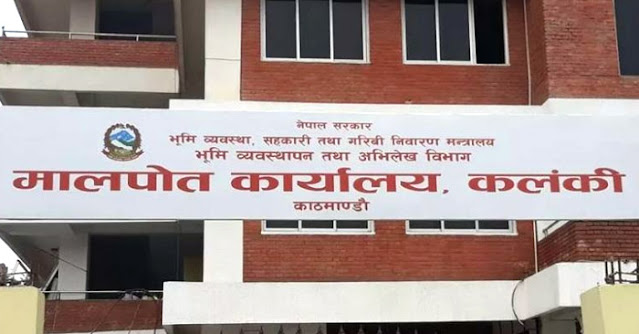 नेपाल सरकार
भूमि व्यवस्था, सहकारी तथा गरिबी निवारण मन्त्रालय
भूमि व्यवस्थापन तथा अभिलेख विभाग
मालपोत कार्यालय, कलंकी
काठमाण्डौ